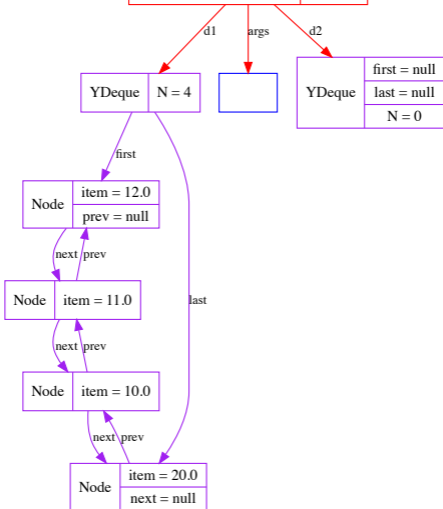 d1
args
d2
YDeque
N = 4
YDeque
first = null
last = null
N = 0
first
Node
item = 12.0
prev = null
next
prev
Node
item = 11.0
last
next
prev
Node
item = 10.0
next
prev
Node
item = 20.0
next = null